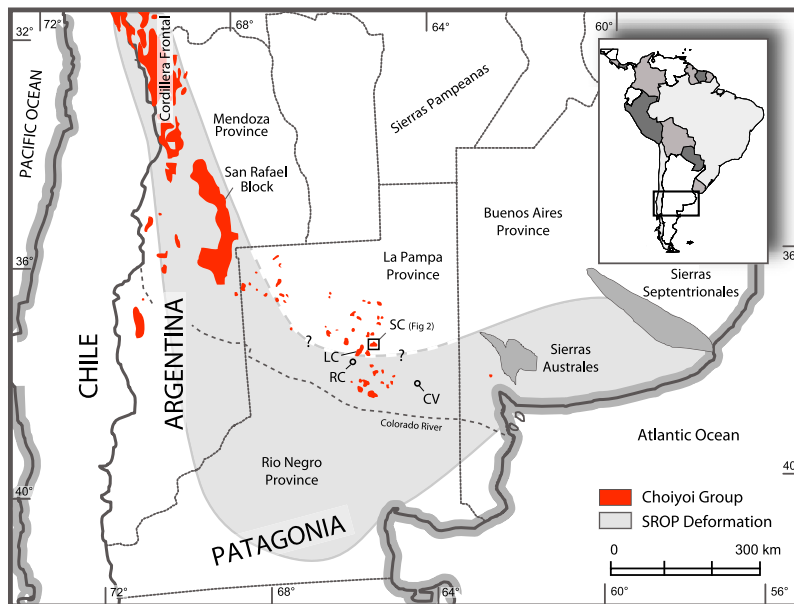 72°
68°
64°
60°
32°
PACIFIC OCEAN
Cordillera Frontal
Sierras Pampeanas
Mendoza
Province
San Rafael
Block
Buenos Aires
Province
36°
36
La Pampa
Province
Sierras
Septentrionales
SC (Fig 2)
?
?
LC
RC
CV
Sierras
Australes
CHILE
ARGENTINA
Colorado River
Atlantic Ocean
Rio Negro
Province
40°
40
PATAGONIA
Choiyoi Group
SROP Deformation
0
300 km
72°
68°
64°
60°
56°